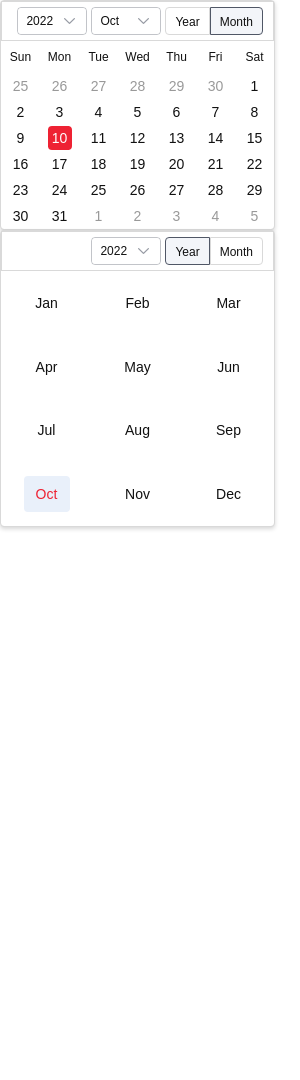 2022 Oct Year Month
Sun Mon Tue Wed Thu Fri Sat
25 26 27 28 29 30 1
2 3 4 5 6 7 8
9 10 11 12 13 14 15
16 17 18 19 20 21 22
23 24 25 26 27 28 29
30 31 1 2 3 4 5
2022 Year Month
Jan Feb Mar
Apr May Jun
Jul Aug Sep
Oct Nov Dec